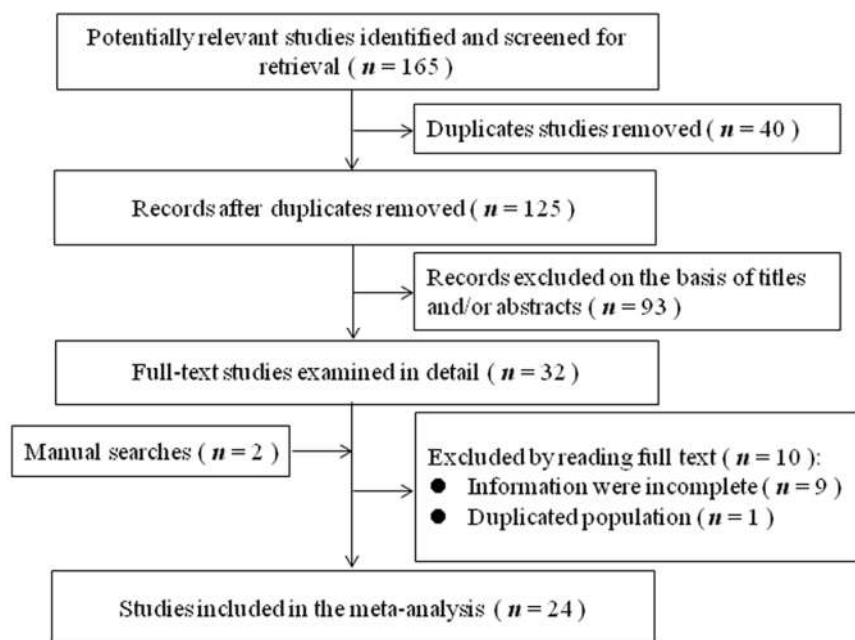 Potentially relevant studies identified and screened for
retrieval ( n = 165 )
Duplicates studies removed ( n = 40 )
Records after duplicates removed ( n = 125 )
Records excluded on the basis of titles
and/or abstracts ( n = 93 )
Full-text studies examined in detail ( n = 32 )
Manual searches ( n = 2 )
Excluded by reading full text ( n = 10 ):
● Information were incomplete ( n = 9 )
● Duplicated population ( n = 1 )
Studies included in the meta-analysis ( n = 24 )